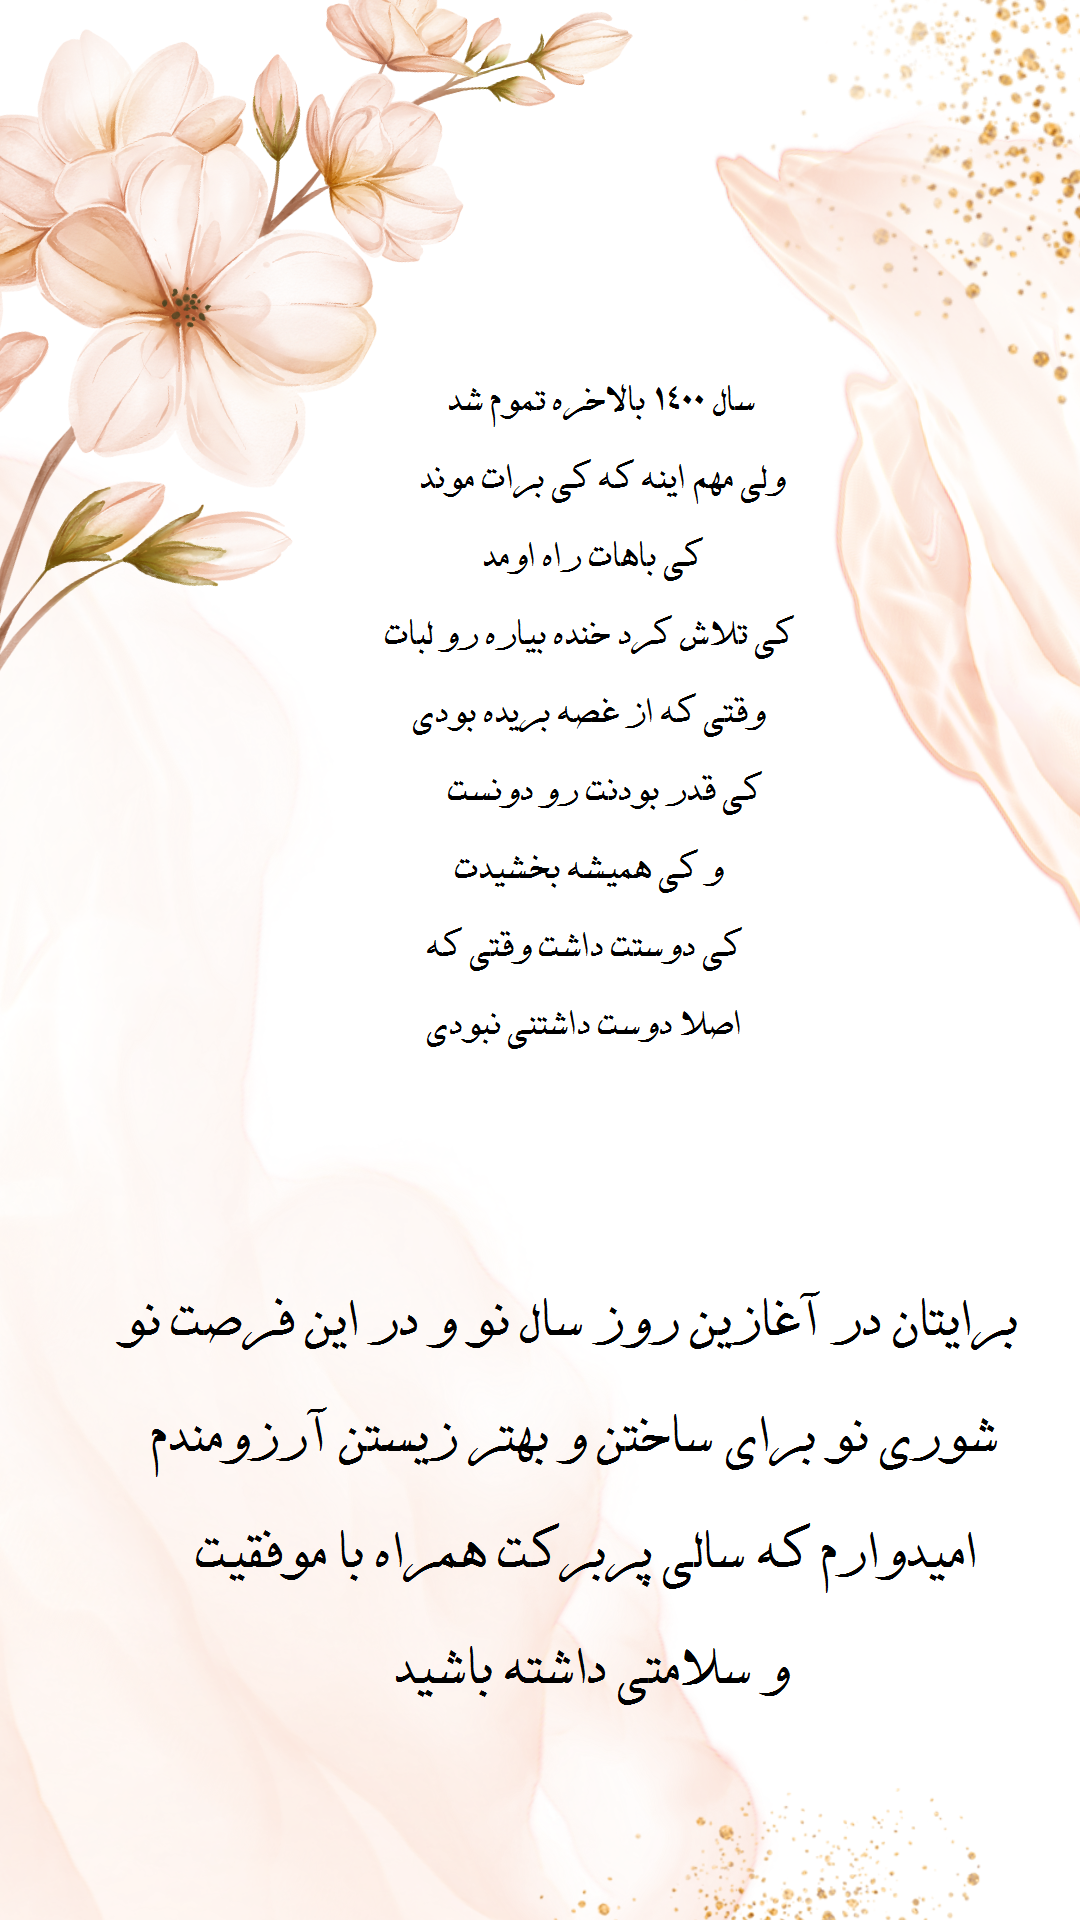 سال ۱٤۰۰ بالاخره تموم شد
ولی مهم اینه که کی برات موند
کی باهات راه اومد
کی تلاش کرد خنده بیاره رو لبات
وقتی که از غصه بریده بودی
کی قدر بودنت رو دونست
و کی همیشه بخشیدت
کی دوستت داشت وقتی که
اصلا دوست داشتنی نبودی
برایتان در آغازین روز سال نو و در این فرصت نو
شوری نو برای ساختن و بهتر زیستن آرزومندم
امیدوارم که سالی پربرکت همراه با موفقیت
و سلامتی داشته باشید